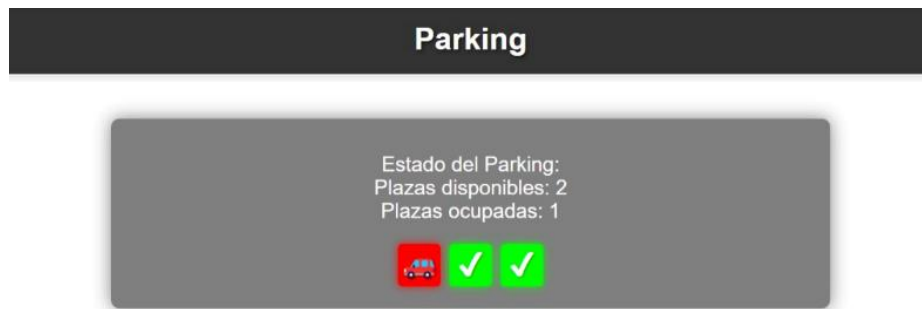 Parking
Estado del Parking:
Plazas disponibles: 2
Plazas ocupadas: 1